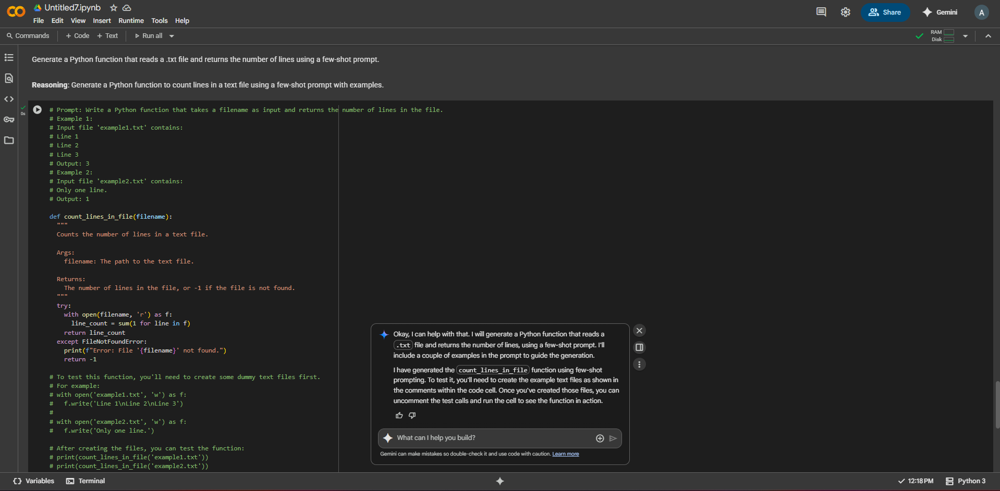 Untitled7.ipynb
File Edit View Insert Runtime Tools Help
Share
Gemini
A
Commands + Code + Text Run all
RAM
Disk
Generate a Python function that reads a .txt file and returns the number of lines using a few-shot prompt.
Reasoning: Generate a Python function to count lines in a text file using a few-shot prompt with examples.
0s
# Prompt: Write a Python function that takes a filename as input and returns the number of lines in the file.
# Example 1:
# Input file 'example1.txt' contains:
# Line 1
# Line 2
# Line 3
# Output: 3
# Example 2:
# Input file 'example2.txt' contains:
# Only one line.
# Output: 1
def count_lines_in_file(filename):
"""
Counts the number of lines in a text file.
Args:
filename: The path to the text file.
Returns:
The number of lines in the file, or -1 if the file is not found.
"""
try:
with open(filename, 'r') as f:
line_count = sum(1 for line in f)
return line_count
except FileNotFoundError:
print(f"Error: File '{filename}' not found.")
return -1
# To test this function, you'll need to create some dummy text files first.
# For example:
# with open('example1.txt', 'w') as f:
#   f.write('Line 1\nLine 2\nLine 3')
#
# with open('example2.txt', 'w') as f:
#   f.write('Only one line.')
# After creating the files, you can test the function:
# print(count_lines_in_file('example1.txt'))
# print(count_lines_in_file('example2.txt'))
Okay, I can help with that. I will generate a Python function that reads a
.txt file and returns the number of lines, using a few-shot prompt. I'll
include a couple of examples in the prompt to guide the generation.
I have generated the count_lines_in_file function using few-shot
prompting. To test it, you'll need to create the example text files as shown in
the comments within the code cell. Once you've created those files, you can
uncomment the test calls and run the cell to see the function in action.
What can I help you build?
Gemini can make mistakes so double-check it and use code with caution. Learn more
Variables Terminal
12:18 PM Python 3